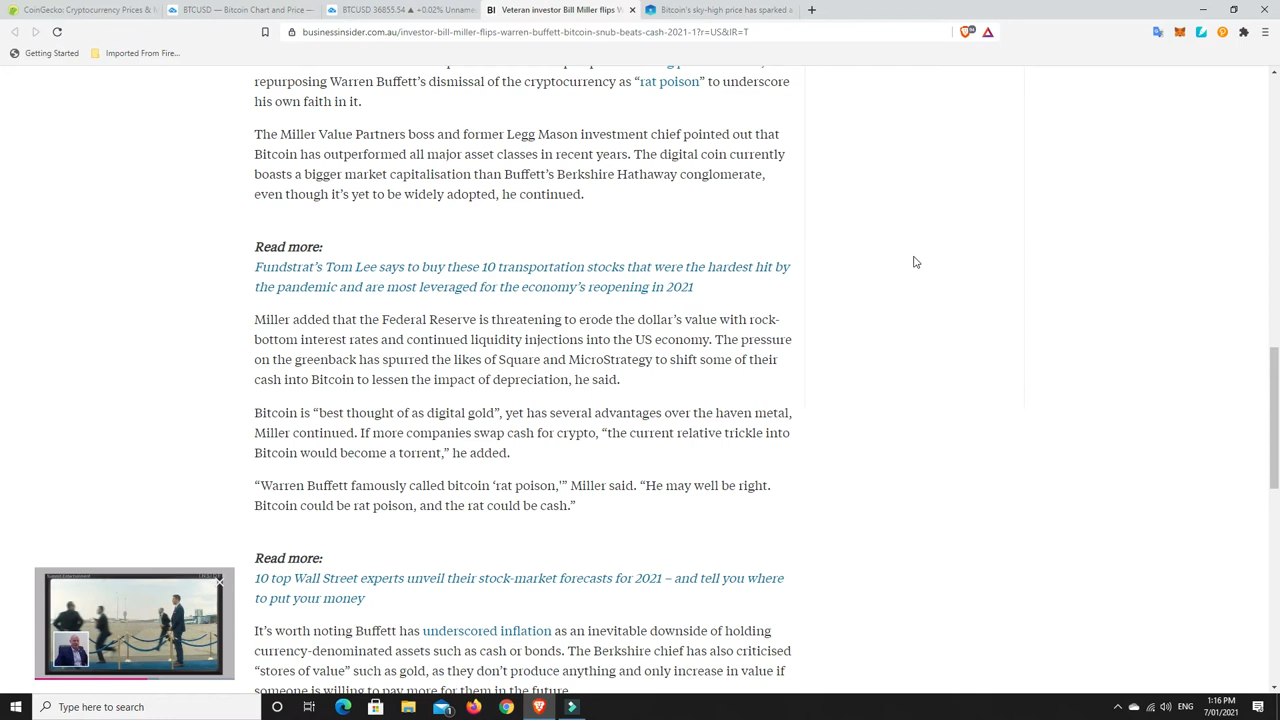 CoinGecko: Cryptocurrency Prices &
BTCUSD — Bitcoin Chart and Price —
BTCUSD 36855.54 ▲ +0.02% Unname
BI Veteran investor Bill Miller flips W
Bitcoin's sky-high price has sparked a
businessinsider.com.au/investor-bill-miller-flips-warren-buffett-bitcoin-snub-beats-cash-2021-1?r=US&IR=T
Getting Started
Imported From Fire...
repurposing Warren Buffett's dismissal of the cryptocurrency as “rat poison” to underscore
his own faith in it.
The Miller Value Partners boss and former Legg Mason investment chief pointed out that
Bitcoin has outperformed all major asset classes in recent years. The digital coin currently
boasts a bigger market capitalisation than Buffett's Berkshire Hathaway conglomerate,
even though it's yet to be widely adopted, he continued.
Read more:
Fundstrat's Tom Lee says to buy these 10 transportation stocks that were the hardest hit by
the pandemic and are most leveraged for the economy's reopening in 2021
Miller added that the Federal Reserve is threatening to erode the dollar's value with rock-
bottom interest rates and continued liquidity injections into the US economy. The pressure
on the greenback has spurred the likes of Square and MicroStrategy to shift some of their
cash into Bitcoin to lessen the impact of depreciation, he said.
Bitcoin is “best thought of as digital gold”, yet has several advantages over the haven metal,
Miller continued. If more companies swap cash for crypto, “the current relative trickle into
Bitcoin would become a torrent,” he added.
“Warren Buffett famously called bitcoin ‘rat poison,'” Miller said. “He may well be right.
Bitcoin could be rat poison, and the rat could be cash.”
Read more:
10 top Wall Street experts unveil their stock-market forecasts for 2021 – and tell you where
to put your money
It's worth noting Buffett has underscored inflation as an inevitable downside of holding
currency-denominated assets such as cash or bonds. The Berkshire chief has also criticised
“stores of value” such as gold, as they don't produce anything and only increase in value if
someone is willing to pay more for them in the future.
Type here to search
ENG
1:16 PM
7/01/2021